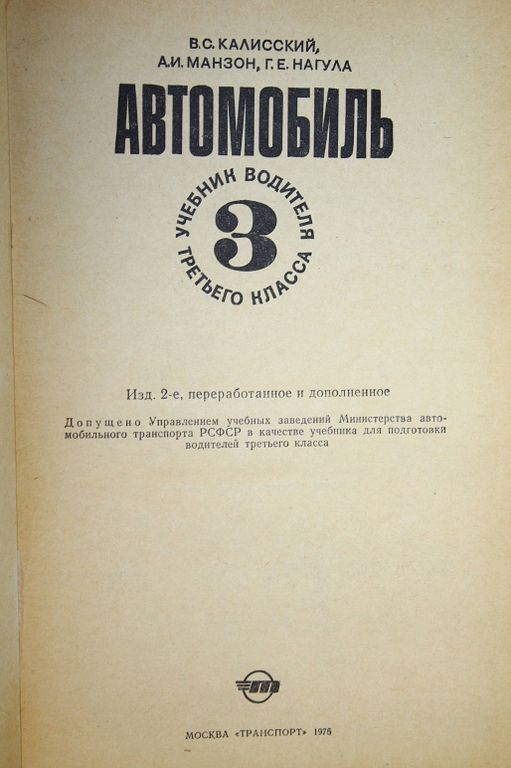 В.С. КАЛИССКИЙ,
А.И. МАНЗОН, Г.Е. НАГУЛА
АВТОМОБИЛЬ
УЧЕБНИК ВОДИТЕЛЯ
3
ТРЕТЬЕГО КЛАССА
Изд. 2-е, переработанное и дополненное
Допущено Управлением учебных заведений Министерства авто-
мобильного транспорта РСФСР в качестве учебника для подготовки
водителей третьего класса
МОСКВА «ТРАНСПОРТ» 1975